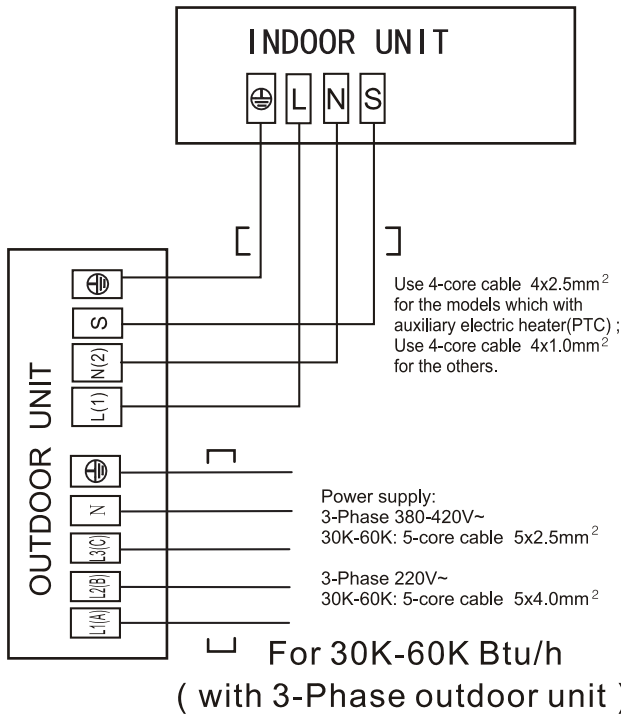 INDOOR UNIT
⏚ L N S
Use 4-core cable 4x2.5mm²
for the models which with
auxiliary electric heater(PTC) ;
Use 4-core cable 4x1.0mm²
for the others.
OUTDOOR UNIT
⏚
S
N(2)
L(1)
⏚
N
L3(C)
L2(B)
L1(A)
Power supply:
3-Phase 380-420V~
30K-60K: 5-core cable 5x2.5mm²
3-Phase 220V~
30K-60K: 5-core cable 5x4.0mm²
For 30K-60K Btu/h
( with 3-Phase outdoor unit )